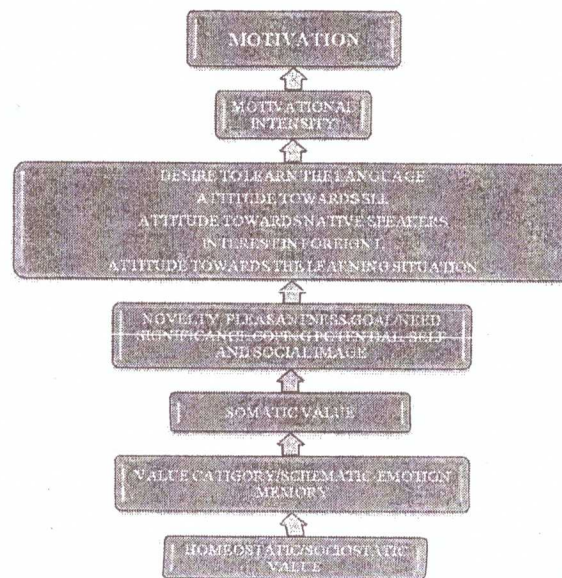 MOTIVATION
MOTIVATIONAL
INTENSITY
DESIRE TO LEARN THE LANGUAGE
ATTITUDE TOWARDS SLL
ATTITUDE TOWARDS NATIVE SPEAKERS
INTEREST IN FOREIGN L
ATTITUDE TOWARDS THE LEARNING SITUATION
NOVELTY, PLEASANTNESS, GOAL/NEED
SIGNIFICANCE, COPING POTENTIAL, SELF
AND SOCIAL IMAGE
SOMATIC VALUE
VALUE CATIGORY/SCHEMATIC EMOTION
MEMORY
HOMEOSTATIC/SOCIOSTATIC
VALUE